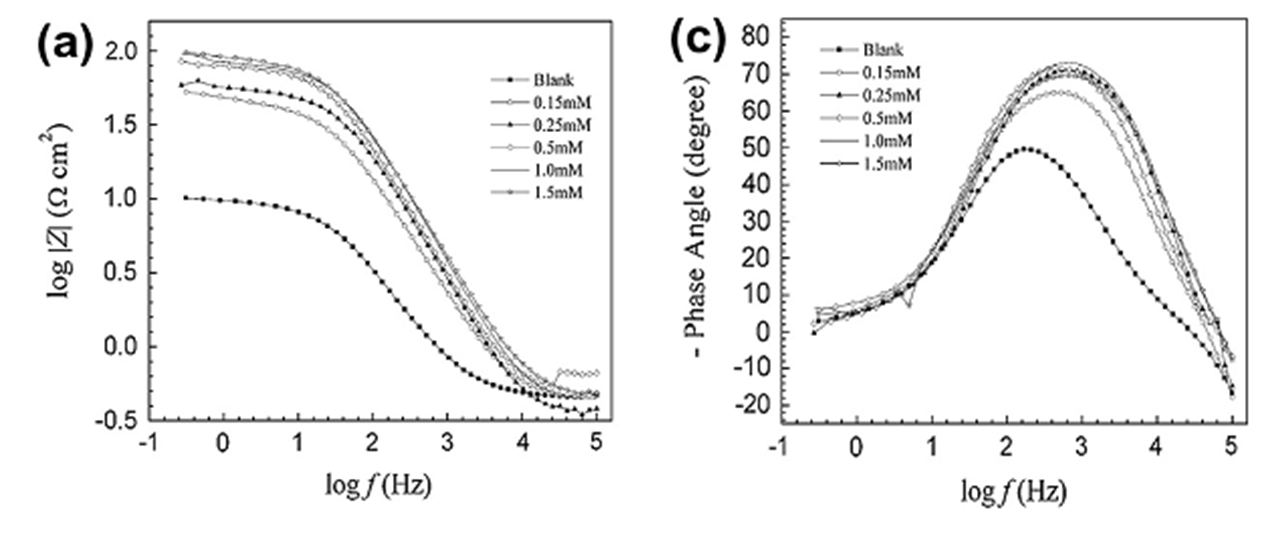 (a)
log |Z| (Ω cm²)
2.0
1.5
1.0
0.5
0.0
-0.5
-1 0 1 2 3 4 5
log f (Hz)
Blank
0.15mM
0.25mM
0.5mM
1.0mM
1.5mM
(c)
- Phase Angle (degree)
80
70
60
50
40
30
20
10
0
-10
-20
-1 0 1 2 3 4 5
log f (Hz)
Blank
0.15mM
0.25mM
0.5mM
1.0mM
1.5mM